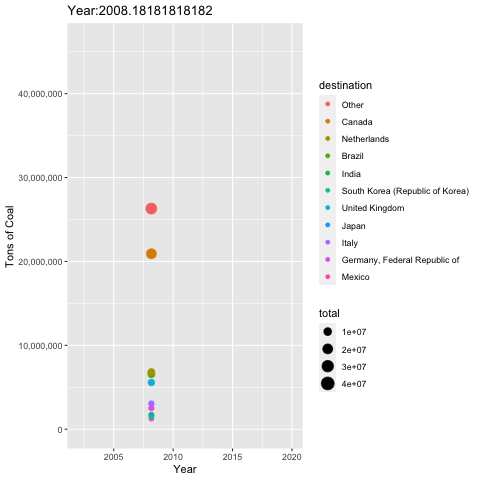 Year:2008.18181818182
Tons of Coal
40,000,000
30,000,000
20,000,000
10,000,000
0
2005
2010
2015
2020
Year
destination
Other
Canada
Netherlands
Brazil
India
South Korea (Republic of Korea)
United Kingdom
Japan
Italy
Germany, Federal Republic of
Mexico
total
1e+07
2e+07
3e+07
4e+07